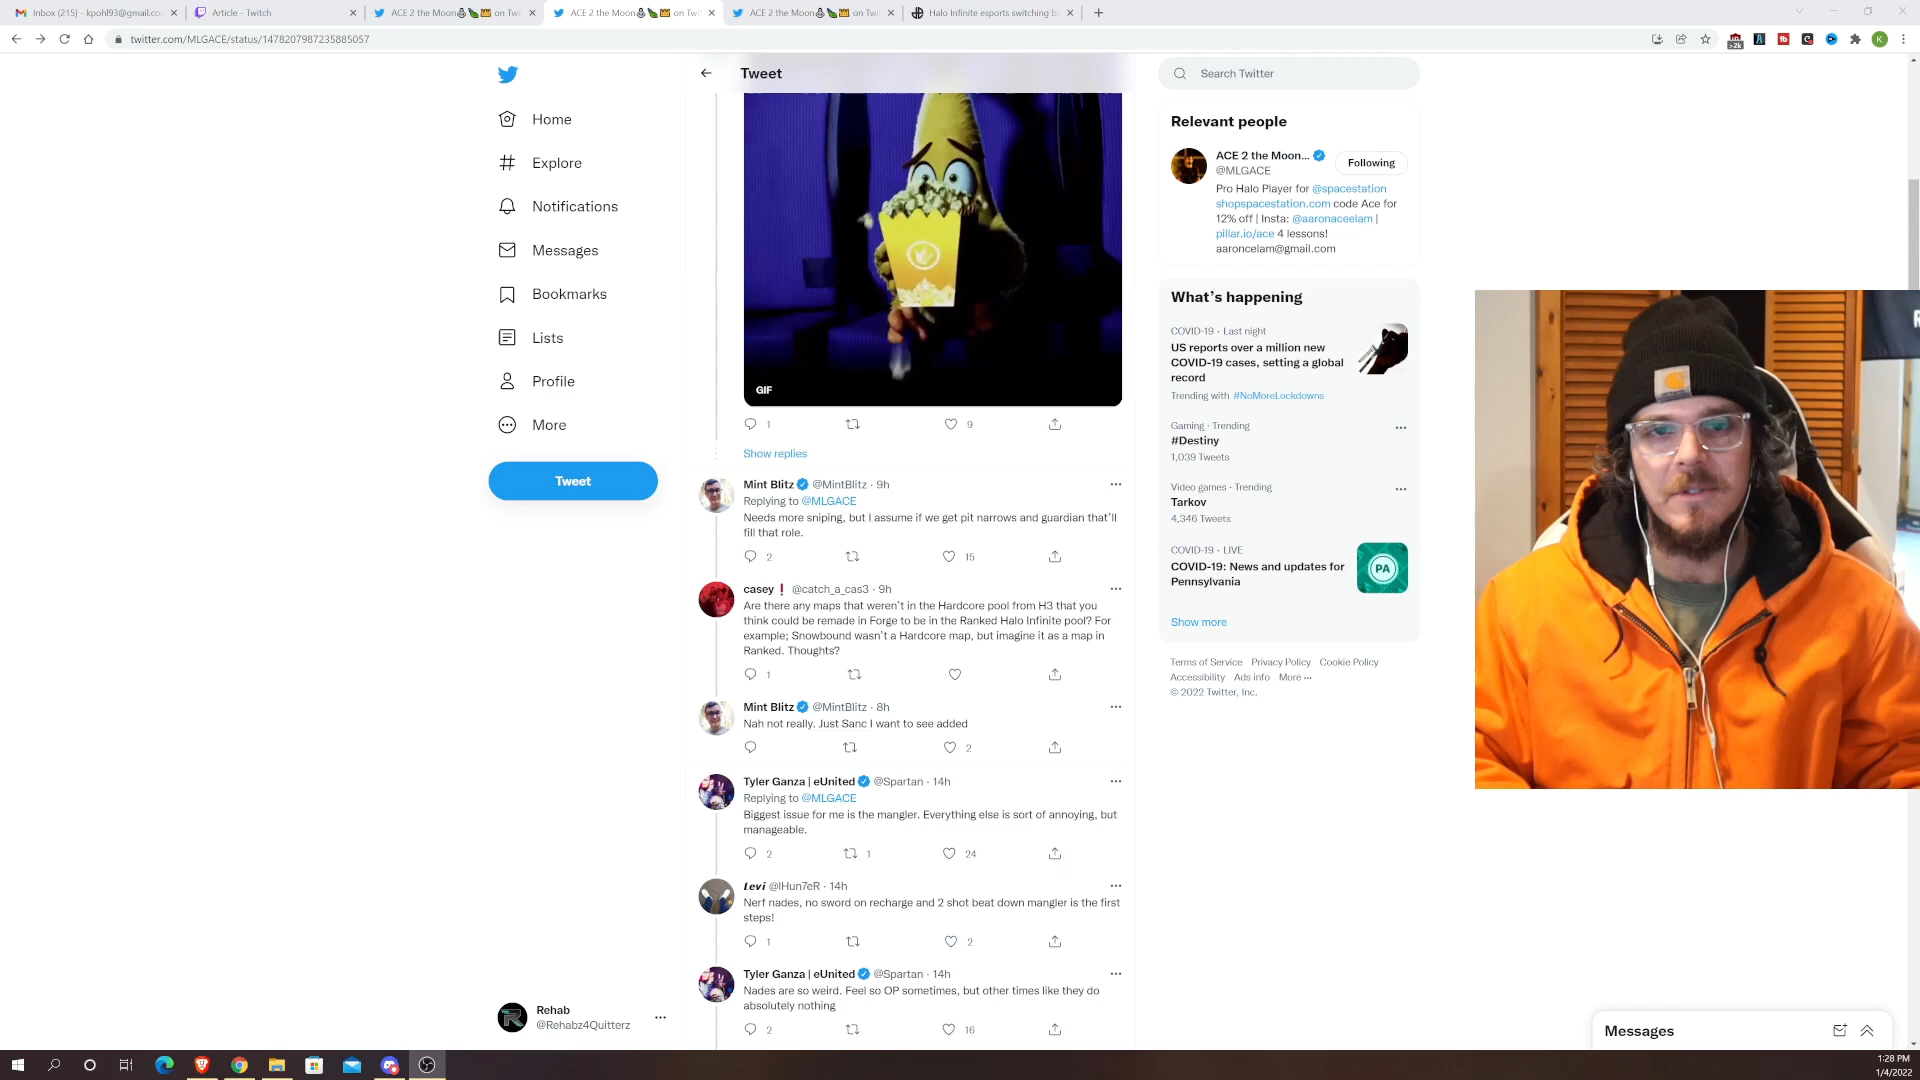 Inbox (215) - kpohl93@gmail.co
Article - Twitch
ACE 2 the Moon on Twi
ACE 2 the Moon on Twi
ACE 2 the Moon on Twi
Halo Infinite esports switching b
twitter.com/MLGACE/status/1478207987235885057
>2k
K
Home
Explore
Notifications
Messages
Bookmarks
Lists
Profile
More
Tweet
Rehab
@Rehabz4Quitterz
Tweet
GIF
1
9
Show replies
Mint Blitz @MintBlitz · 9h
Replying to @MLGACE
Needs more sniping, but I assume if we get pit narrows and guardian that'll
fill that role.
2
15
casey❗ @catch_a_cas3 · 9h
Are there any maps that weren't in the Hardcore pool from H3 that you
think could be remade in Forge to be in the Ranked Halo Infinite pool? For
example; Snowbound wasn't a Hardcore map, but imagine it as a map in
Ranked. Thoughts?
1
Mint Blitz @MintBlitz · 8h
Nah not really. Just Sanc I want to see added
2
Tyler Ganza | eUnited @Spartan · 14h
Replying to @MLGACE
Biggest issue for me is the mangler. Everything else is sort of annoying, but
manageable.
2
1
24
Levi @IHun7eR · 14h
Nerf nades, no sword on recharge and 2 shot beat down mangler is the first
steps!
1
2
Tyler Ganza | eUnited @Spartan · 14h
Nades are so weird. Feel so OP sometimes, but other times like they do
absolutely nothing
2
16
Search Twitter
Relevant people
ACE 2 the Moon...
@MLGACE
Following
Pro Halo Player for @spacestation
shopspacestation.com code Ace for
12% off | Insta: @aaronaceelam |
pillar.io/ace 4 lessons!
aaroncelam@gmail.com
What's happening
COVID-19 · Last night
US reports over a million new
COVID-19 cases, setting a global
record
Trending with #NoMoreLockdowns
Gaming · Trending
#Destiny
1,039 Tweets
Video games · Trending
Tarkov
4,346 Tweets
COVID-19 · LIVE
COVID-19: News and updates for
Pennsylvania
PA
Show more
Terms of Service Privacy Policy Cookie Policy
Accessibility Ads info More ···
© 2022 Twitter, Inc.
Messages
1:28 PM
1/4/2022